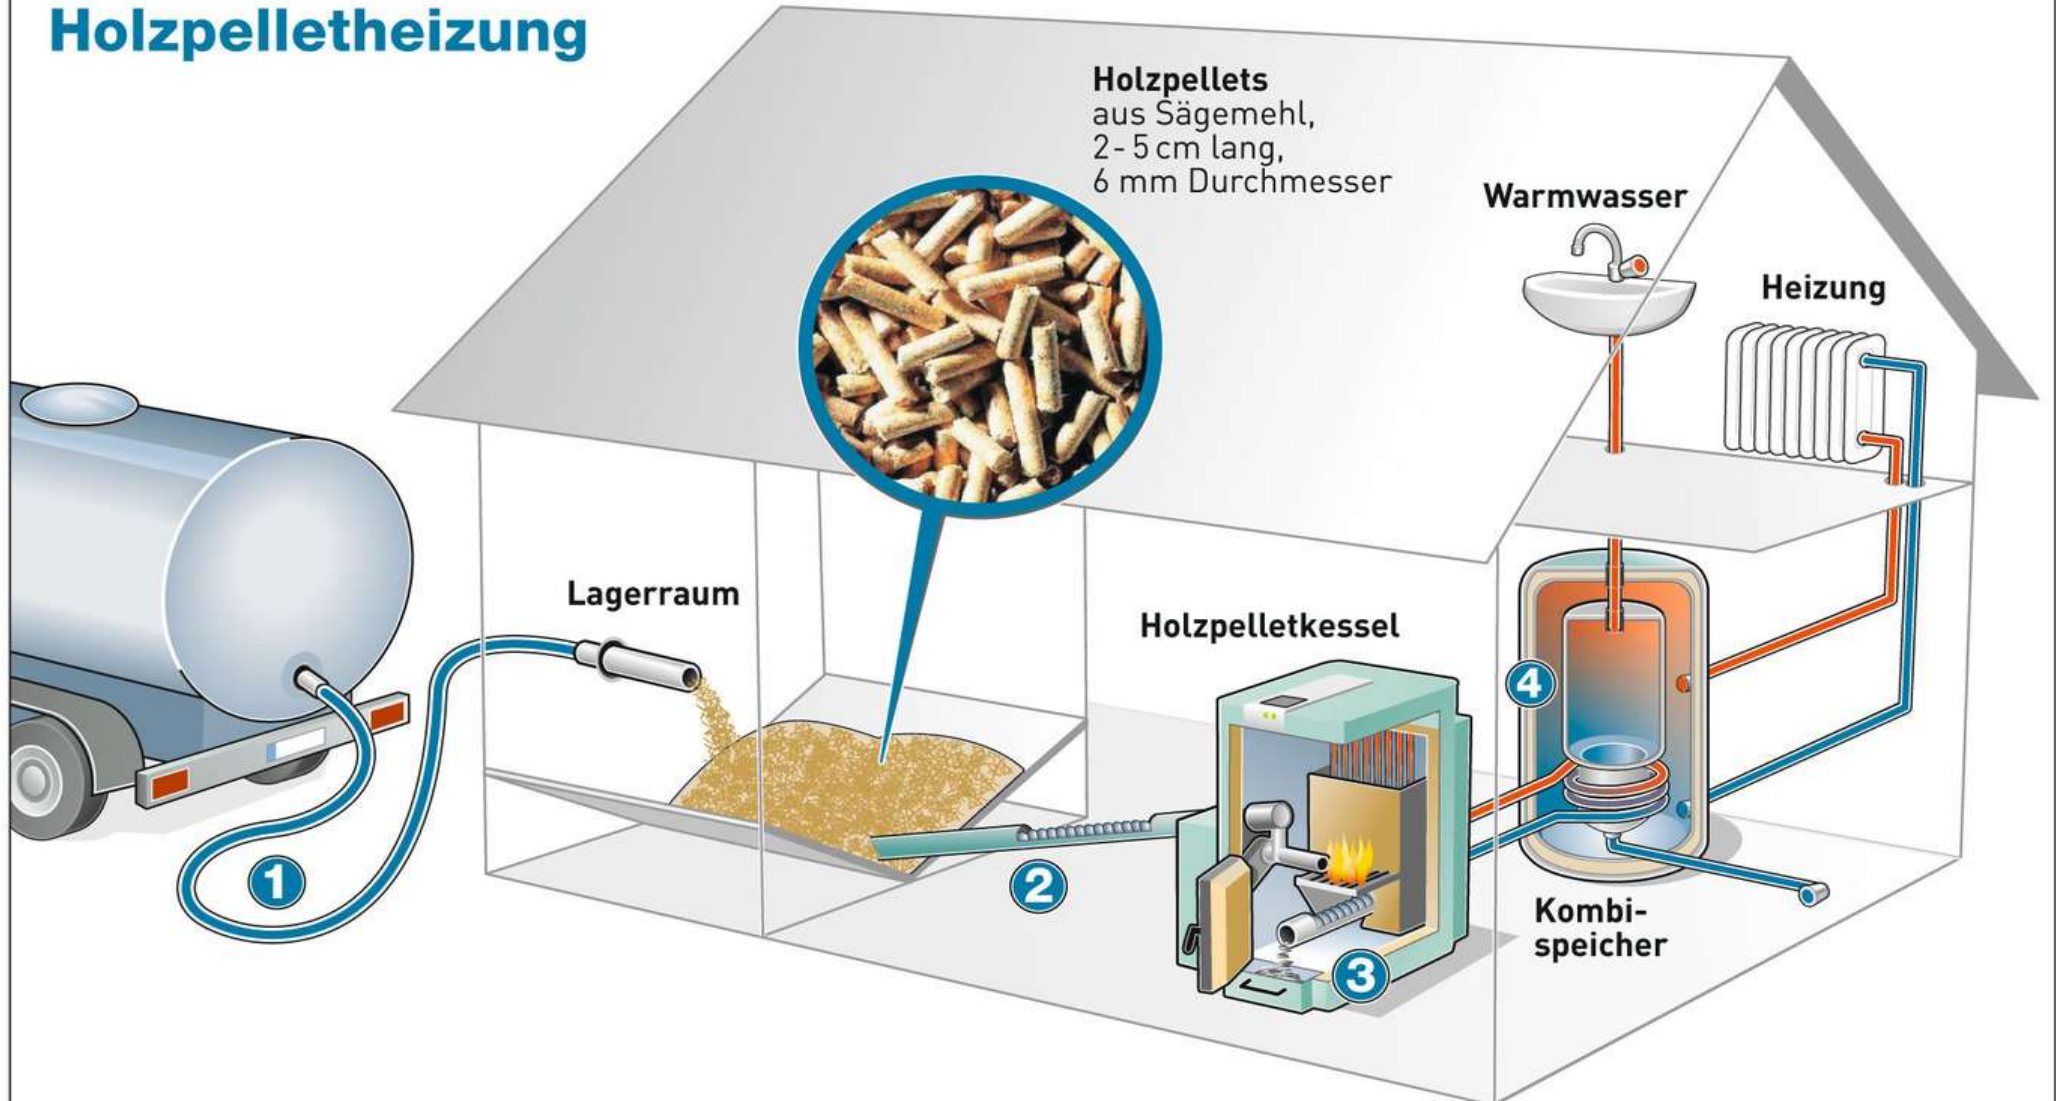 Holzpelletheizung
Holzpellets
aus Sägemehl,
2-5 cm lang,
6 mm Durchmesser
Warmwasser
Heizung
Lagerraum
Holzpelletkessel
4
1
2
Kombi-
speicher
3